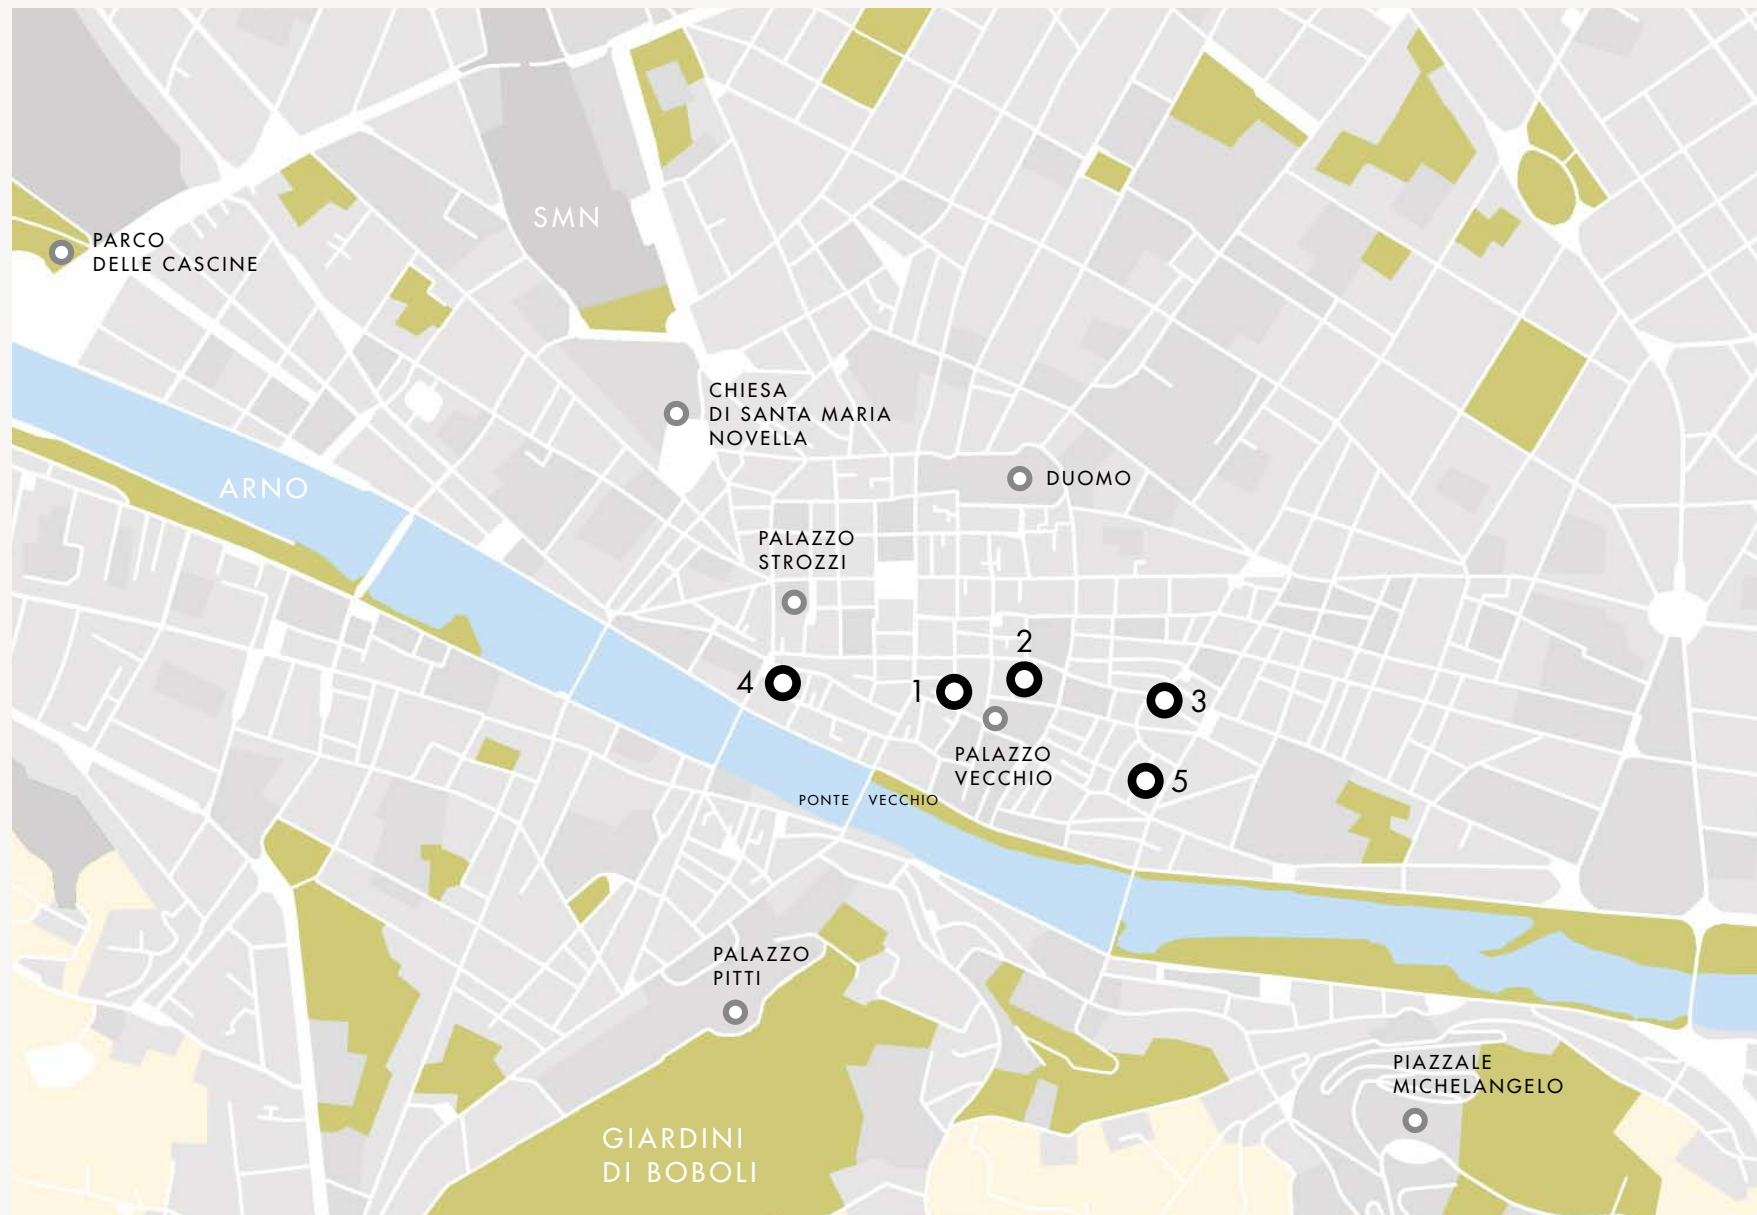 SMN
PARCO
DELLE CASCINE
CHIESA
DI SANTA MARIA
NOVELLA
DUOMO
ARNO
PALAZZO
STROZZI
2
4
1
3
PALAZZO
VECCHIO
5
PONTE VECCHIO
PALAZZO
PITTI
PIAZZALE
MICHELANGELO
GIARDINI
DI BOBOLI